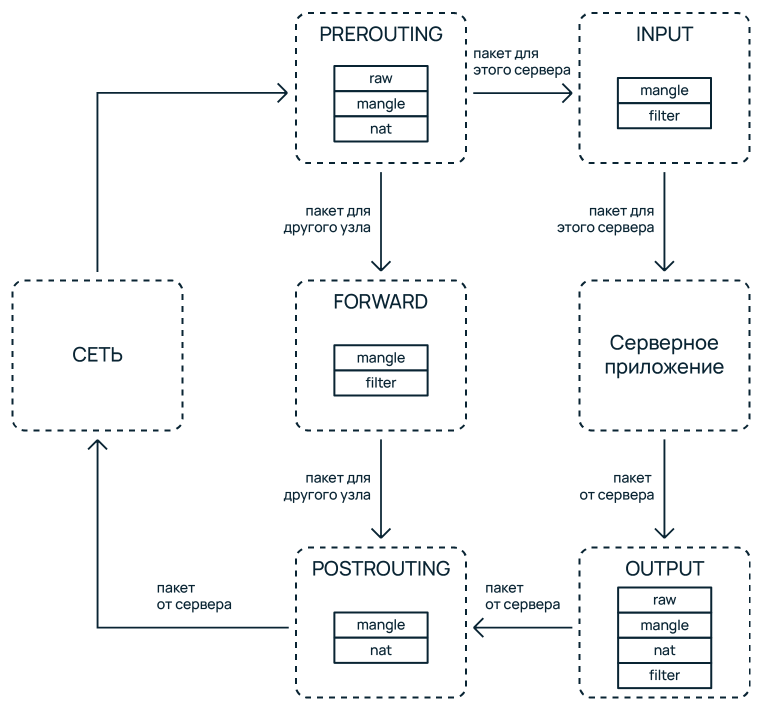 PREROUTING
raw
mangle
nat
пакет для
этого сервера
INPUT
mangle
filter
пакет для
другого узла
пакет для
этого сервера
СЕТЬ
FORWARD
mangle
filter
Серверное
приложение
пакет для
другого узла
пакет
от сервера
пакет
от сервера
POSTROUTING
mangle
nat
пакет
от сервера
OUTPUT
raw
mangle
nat
filter